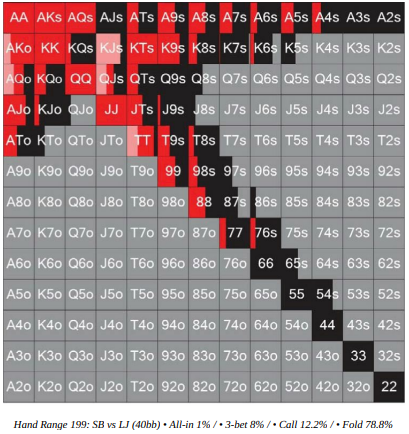 AA AKs AQs AJs ATs A9s A8s A7s A6s A5s A4s A3s A2s
AKo KK KQs KJs KTs K9s K8s K7s K6s K5s K4s K3s K2s
AQo KQo QQ QJs QTs Q9s Q8s Q7s Q6s Q5s Q4s Q3s Q2s
AJo KJo QJo JJ JTs J9s J8s J7s J6s J5s J4s J3s J2s
ATo KTo QTo JTo TT T9s T8s T7s T6s T5s T4s T3s T2s
A9o K9o Q9o J9o T9o 99 98s 97s 96s 95s 94s 93s 92s
A8o K8o Q8o J8o T8o 98o 88 87s 86s 85s 84s 83s 82s
A7o K7o Q7o J7o T7o 97o 87o 77 76s 75s 74s 73s 72s
A6o K6o Q6o J6o T6o 96o 86o 76o 66 65s 64s 63s 62s
A5o K5o Q5o J5o T5o 95o 85o 75o 65o 55 54s 53s 52s
A4o K4o Q4o J4o T4o 94o 84o 74o 64o 54o 44 43s 42s
A3o K3o Q3o J3o T3o 93o 83o 73o 63o 53o 43o 33 32s
A2o K2o Q2o J2o T2o 92o 82o 72o 62o 52o 42o 32o 22
Hand Range 199: SB vs LJ (40bb) • All-in 1% / • 3-bet 8% / • Call 12.2% / • Fold 78.8%